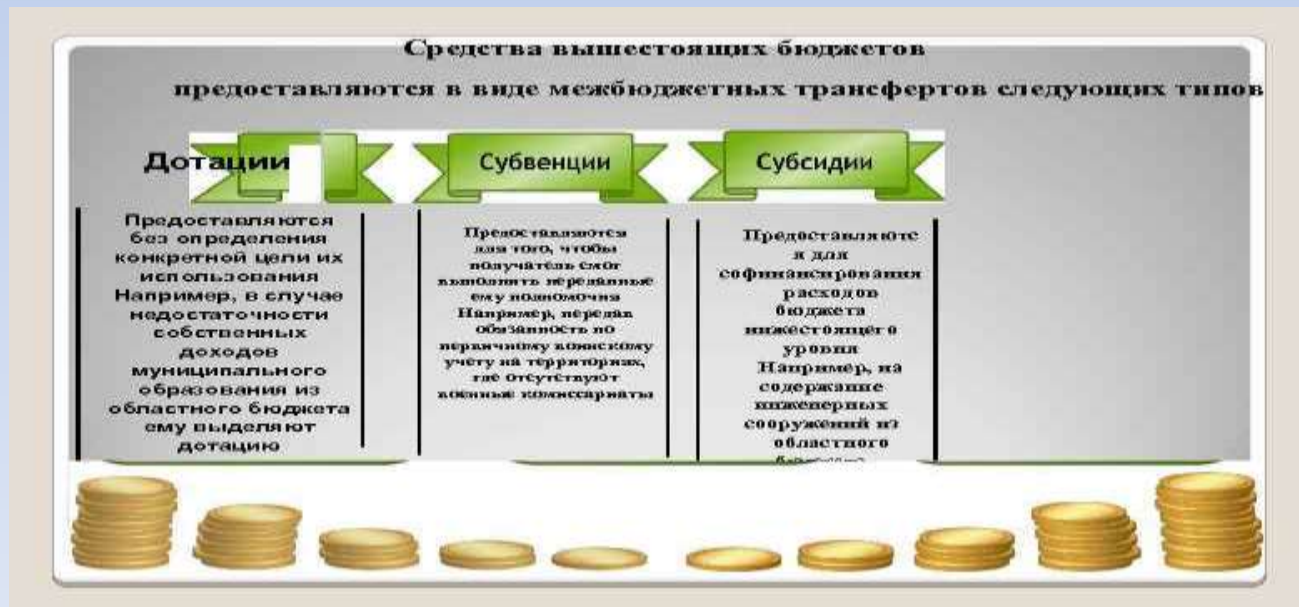 Средства вышестоящих бюджетов
предоставляются в виде межбюджетных трансфертов следующих типов
Дотации
Предоставляются
без определения
конкретной цели их
использования
Например, в случае
недостаточности
собственных
доходов
муниципального
образования из
областного бюджета
ему выделяют
дотацию
Субвенции
Предоставляются
для того, чтобы
получатель смог
выполнить переданные
ему полномочия
Например, передав
обязанность по
первичному воинскому
учету на территориях,
где отсутствуют
военные комиссариаты
Субсидии
Предоставляютс
я для
софинансирования
расходов
бюджета
нижестоящего
уровня
Например, на
содержание
инженерных
сооружений из
областного